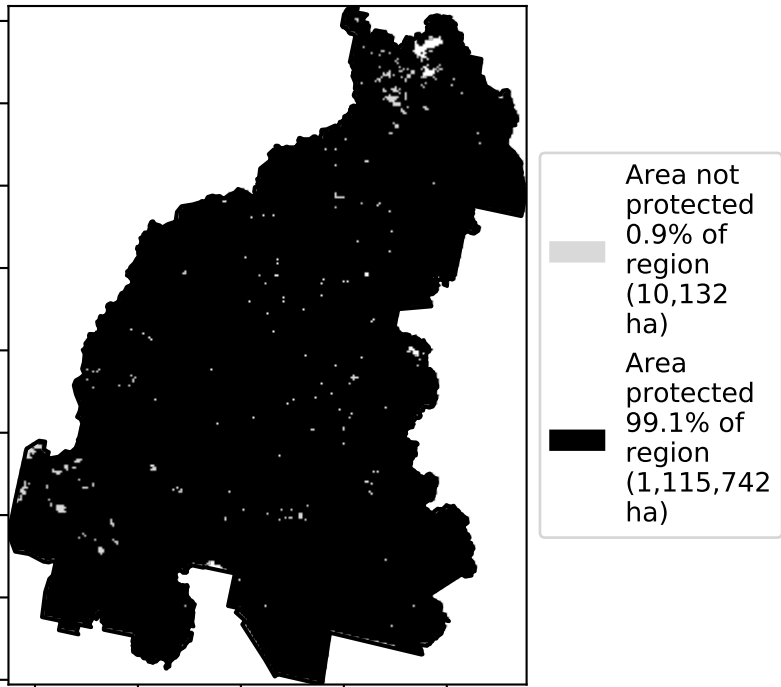 Area not
protected
0.9% of
region
(10,132
ha)
Area
protected
99.1% of
region
(1,115,742
ha)